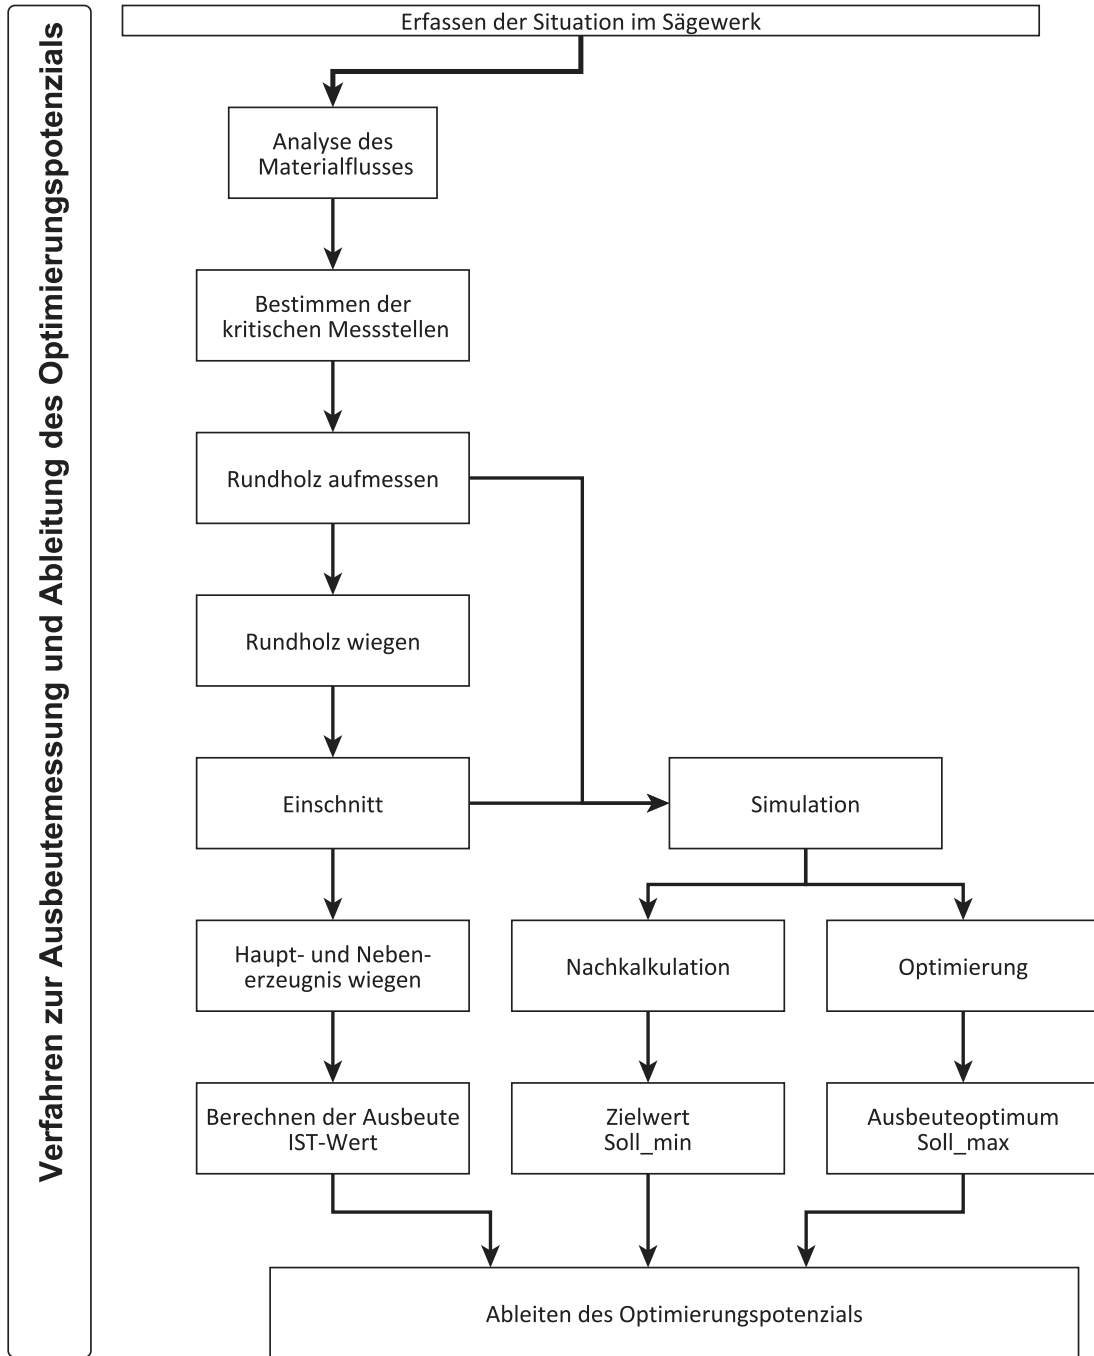 Verfahren zur Ausbeutemessung und Ableitung des Optimierungspotenzials
Erfassen der Situation im Sägewerk
Analyse des
Materialflusses
Bestimmen der
kritischen Messstellen
Rundholz aufmessen
Rundholz wiegen
Einschnitt
Simulation
Haupt- und Neben-
erzeugnis wiegen
Nachkalkulation
Optimierung
Berechnen der Ausbeute
IST-Wert
Zielwert
Soll_min
Ausbeuteoptimum
Soll_max
Ableiten des Optimierungspotenzials